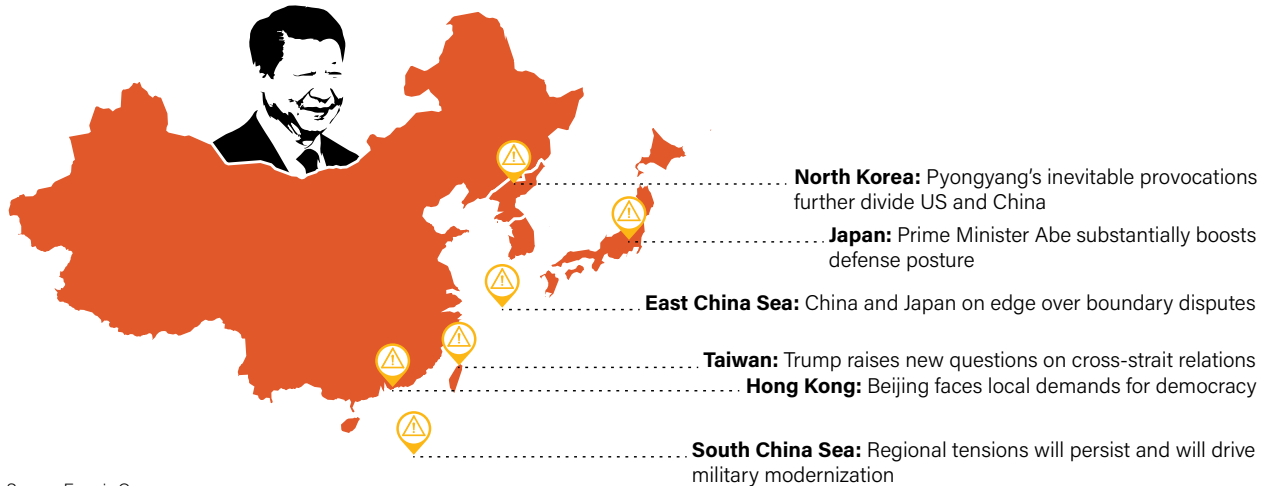 North Korea: Pyongyang's inevitable provocations
further divide US and China
Japan: Prime Minister Abe substantially boosts
defense posture
East China Sea: China and Japan on edge over boundary disputes
Taiwan: Trump raises new questions on cross-strait relations
Hong Kong: Beijing faces local demands for democracy
South China Sea: Regional tensions will persist and will drive
military modernization